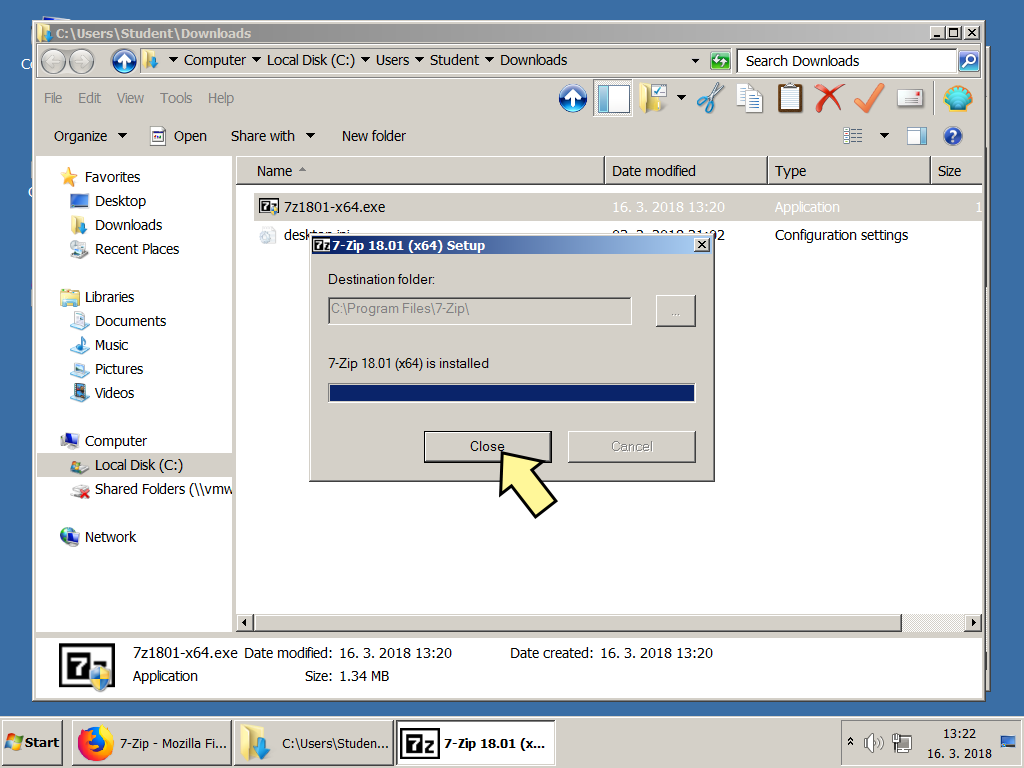 C:\Users\Student\Downloads
Computer Local Disk (C:) Users Student Downloads Search Downloads
File Edit View Tools Help
Organize Open Share with New folder
Favorites
Desktop
Downloads
Recent Places
Libraries
Documents
Music
Pictures
Videos
Computer
Local Disk (C:)
Shared Folders (\\vmw
Network
Name Date modified Type Size
7z1801-x64.exe 16. 3. 2018 13:20 Application 1
Configuration settings
7-Zip 18.01 (x64) Setup
Destination folder:
C:\Program Files\7-Zip\ ...
7-Zip 18.01 (x64) is installed
Close Cancel
7z1801-x64.exe Date modified: 16. 3. 2018 13:20 Date created: 16. 3. 2018 13:20
Application Size: 1.34 MB
Start 7-Zip - Mozilla Fi... C:\Users\Studen... 7-Zip 18.01 (x...
13:22
16. 3. 2018